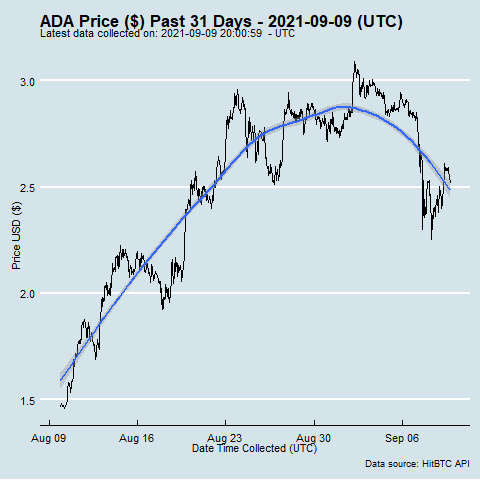 ADA Price ($) Past 31 Days - 2021-09-09 (UTC)
Latest data collected on: 2021-09-09 20:00:59 - UTC
3.0
2.5
2.0
1.5
Price USD ($)
Aug 09 Aug 16 Aug 23 Aug 30 Sep 06
Date Time Collected (UTC)
Data source: HitBTC API